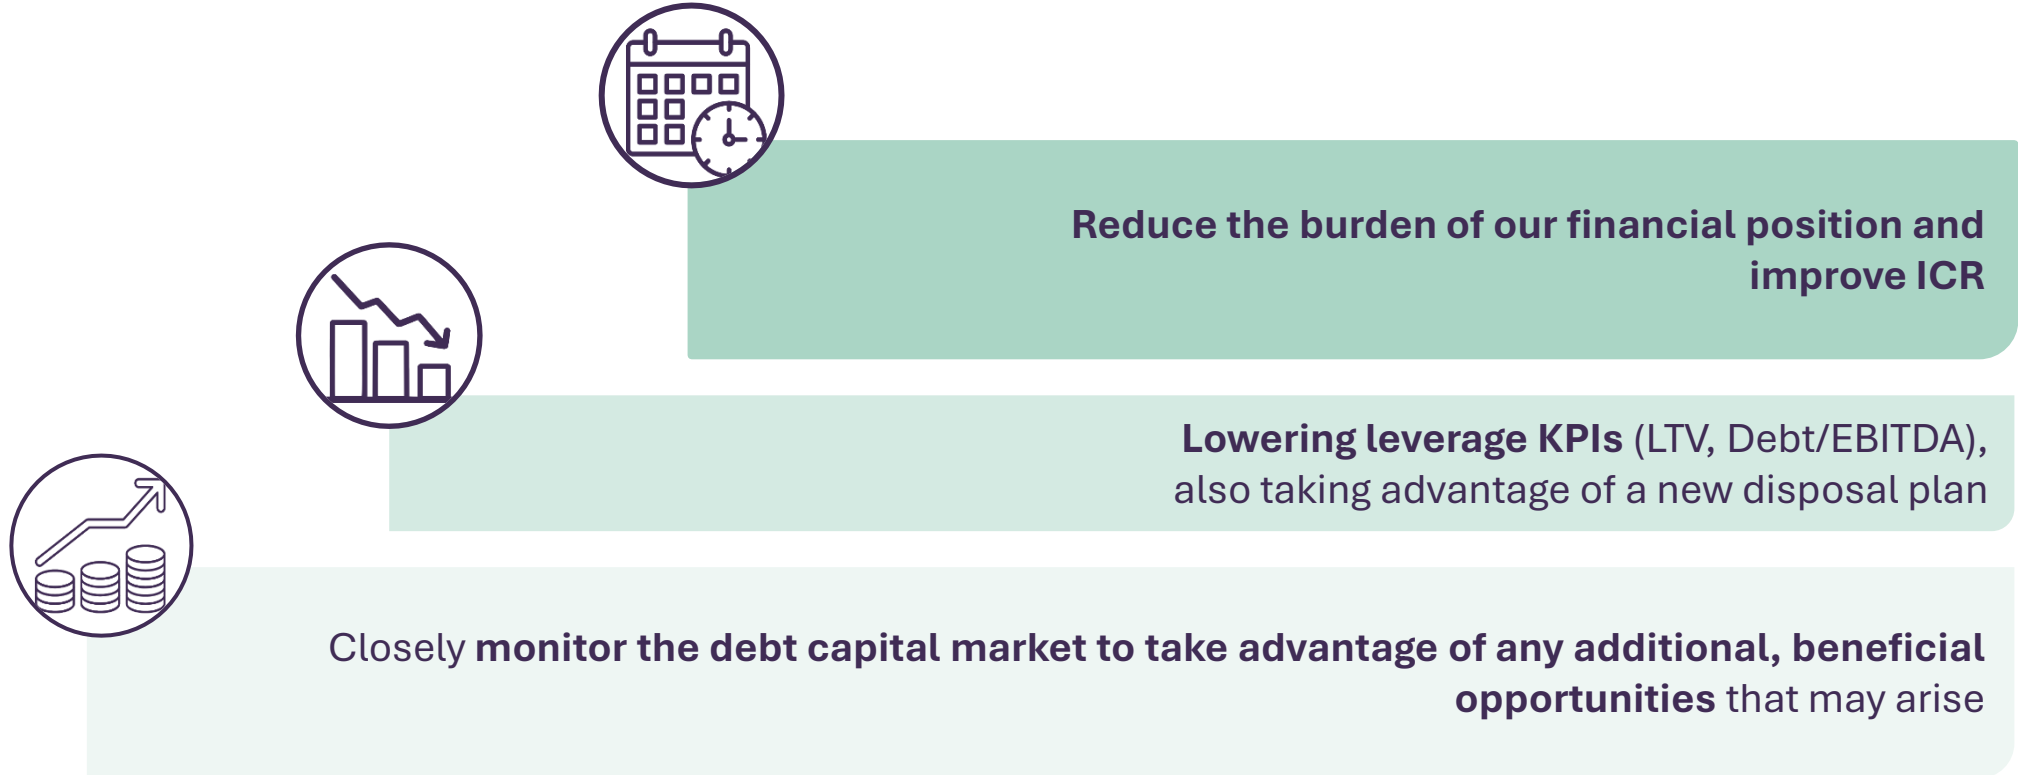 Reduce the burden of our financial position and
improve ICR
Lowering leverage KPIs (LTV, Debt/EBITDA),
also taking advantage of a new disposal plan
Closely monitor the debt capital market to take advantage of any additional, beneficial
opportunities that may arise